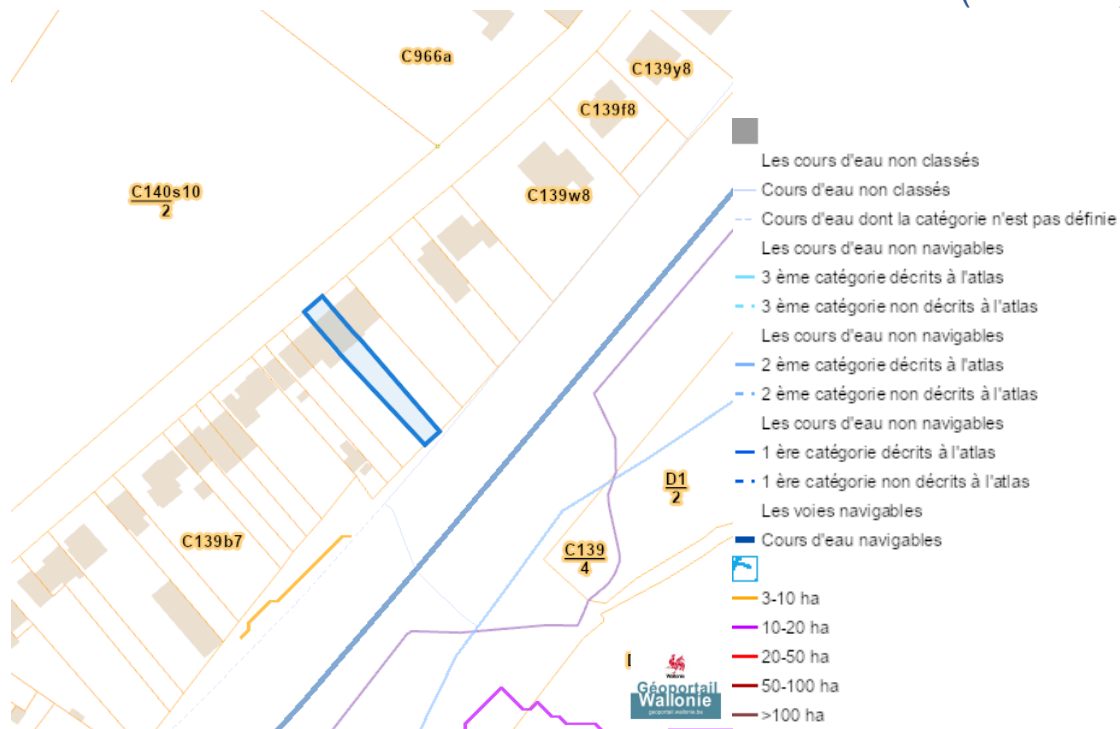 C966a
C139y8
C139f8
C140s10
2
C139w8
C139b7
D1
2
C139
4
Wallonie
Géoportail
Wallonie
geoportail.wallonie.be
Les cours d'eau non classés
Cours d'eau non classés
Cours d'eau dont la catégorie n'est pas définie
Les cours d'eau non navigables
3 ème catégorie décrits à l'atlas
3 ème catégorie non décrits à l'atlas
Les cours d'eau non navigables
2 ème catégorie décrits à l'atlas
2 ème catégorie non décrits à l'atlas
Les cours d'eau non navigables
1 ère catégorie décrits à l'atlas
1 ère catégorie non décrits à l'atlas
Les voies navigables
Cours d'eau navigables
3-10 ha
10-20 ha
20-50 ha
50-100 ha
>100 ha